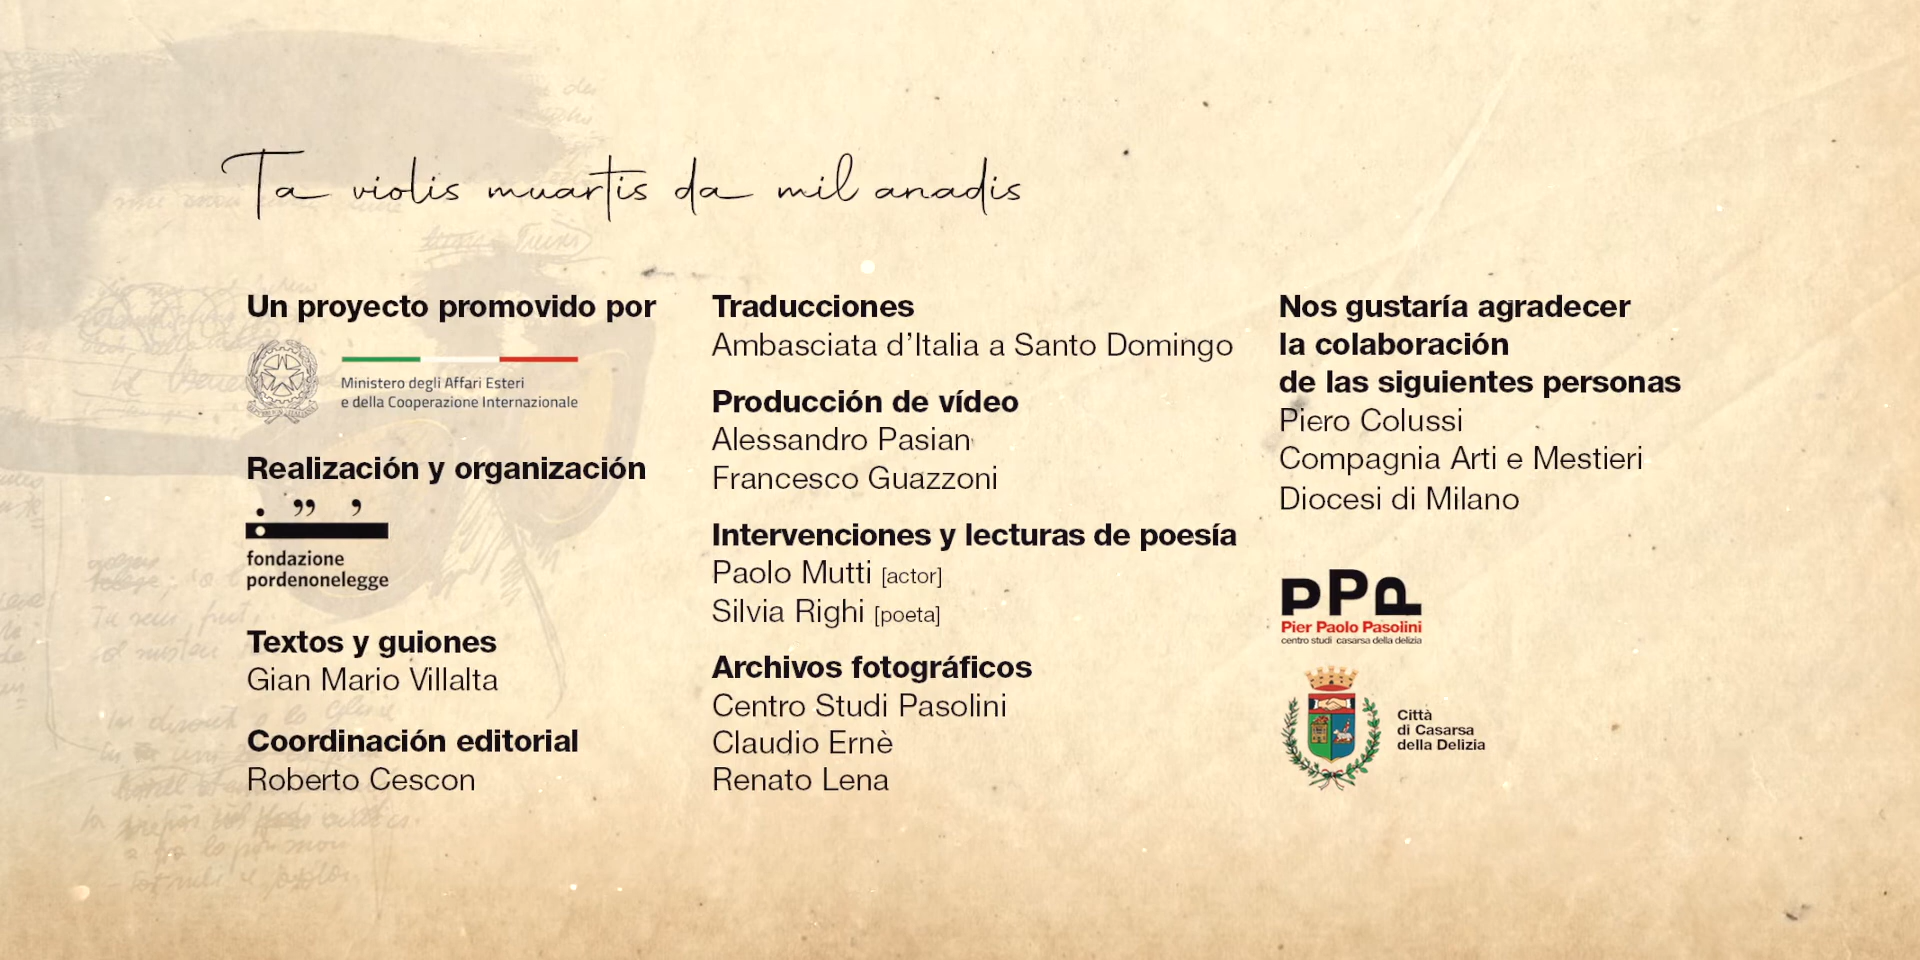 Ta violis muartis da mil anadis
Un proyecto promovido por
Ministero degli Affari Esteri
e della Cooperazione Internazionale
Realización y organización
fondazione
pordenonelegge
Textos y guiones
Gian Mario Villalta
Coordinación editorial
Roberto Cescon
Traducciones
Ambasciata d’Italia a Santo Domingo
Producción de vídeo
Alessandro Pasian
Francesco Guazzoni
Intervenciones y lecturas de poesía
Paolo Mutti [actor]
Silvia Righi [poeta]
Archivos fotográficos
Centro Studi Pasolini
Claudio Ernè
Renato Lena
Nos gustaría agradecer
la colaboración
de las siguientes personas
Piero Colussi
Compagnia Arti e Mestieri
Diocesi di Milano
PPP
Pier Paolo Pasolini
centro studi casarsa della delizia
Città
di Casarsa
della Delizia